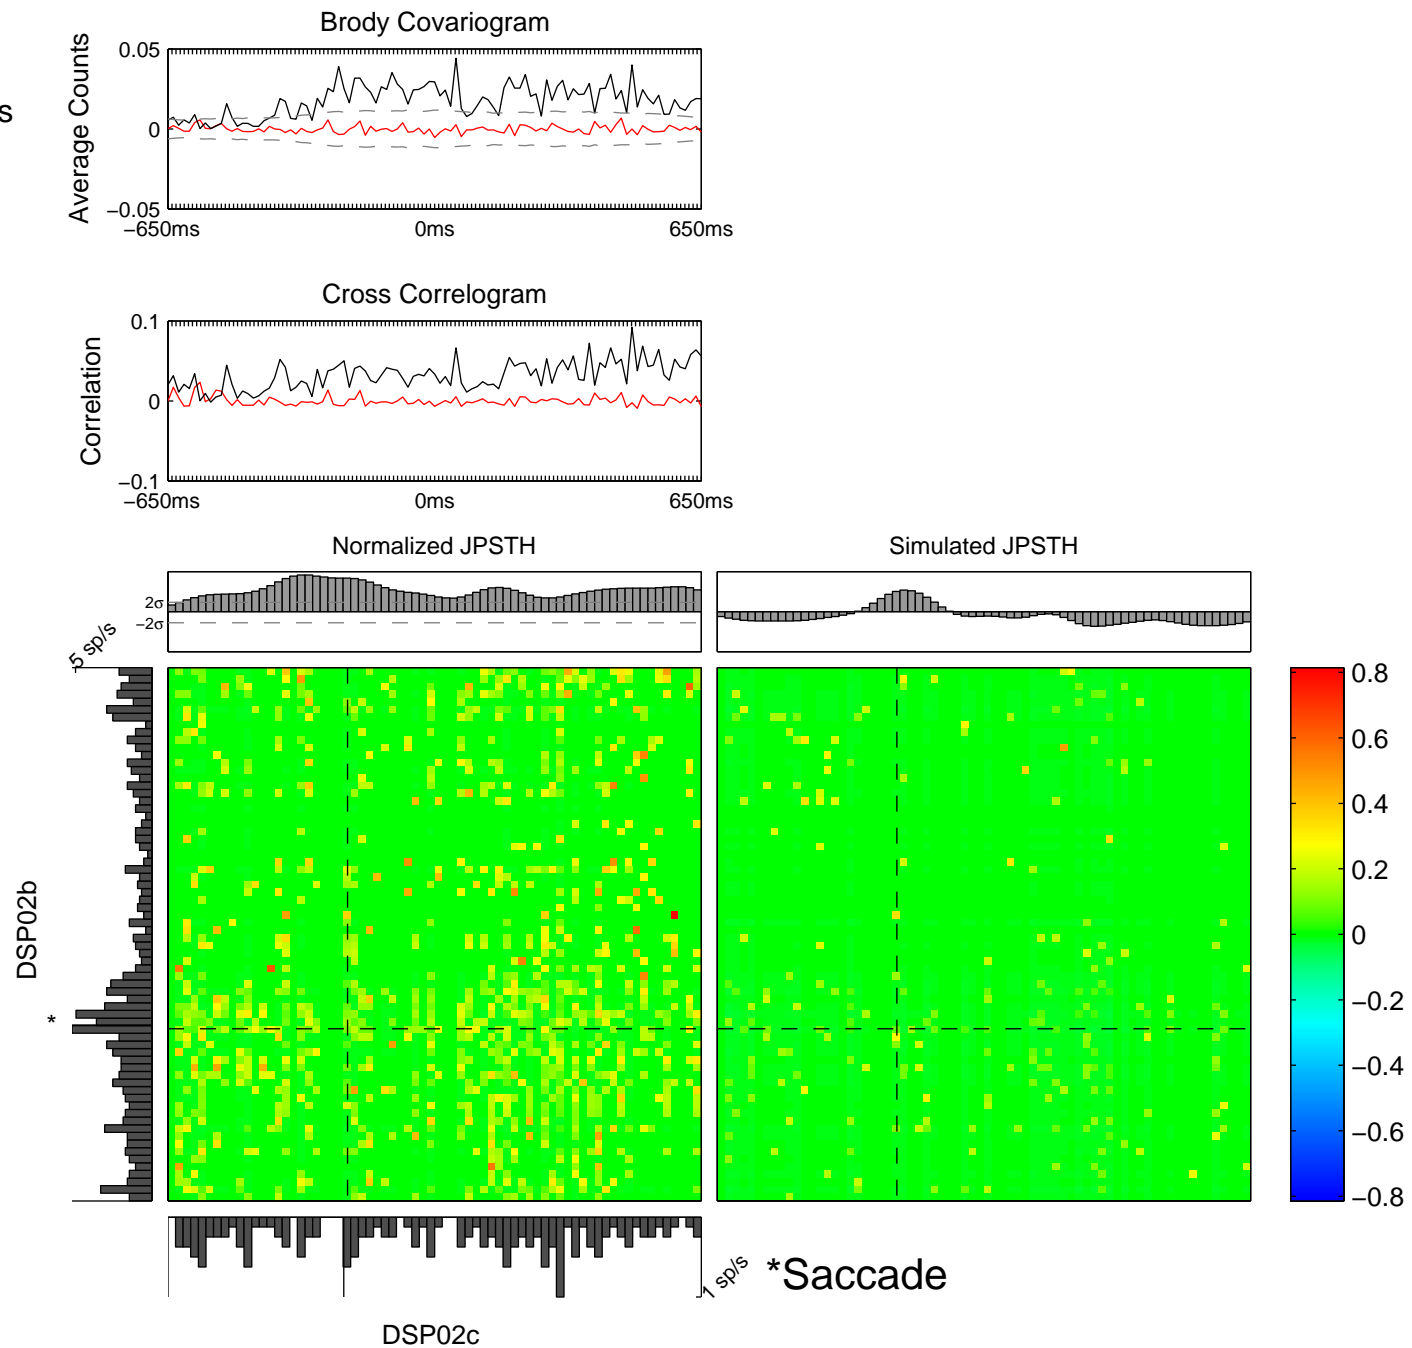 Brody Covariogram
s
Average Counts
0.05
0
−0.05
−650ms 0ms 650ms
Cross Correlogram
Correlation
0.1
0
−0.1
−650ms 0ms 650ms
Normalized JPSTH
Simulated JPSTH
2σ
−2σ
5 sp/s
DSP02b
*
0.8
0.6
0.4
0.2
0
−0.2
−0.4
−0.6
−0.8
1 sp/s
*Saccade
DSP02c